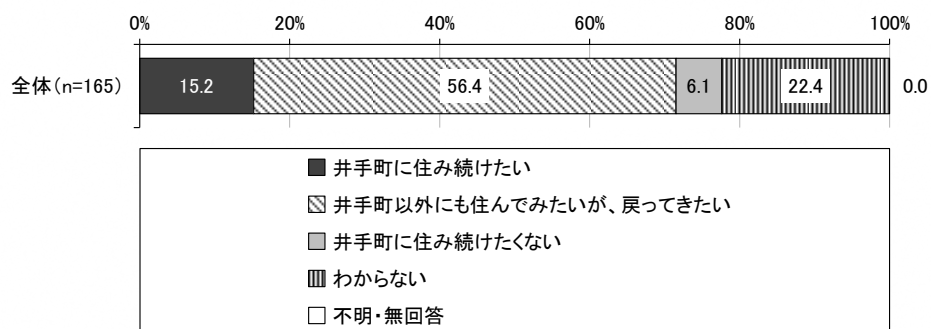 0% 20% 40% 60% 80% 100%
全体(n=165) 15.2 56.4 6.1 22.4 0.0
井手町に住み続けたい
井手町以外にも住んでみたいが、戻ってきたい
井手町に住み続けたくない
わからない
不明・無回答